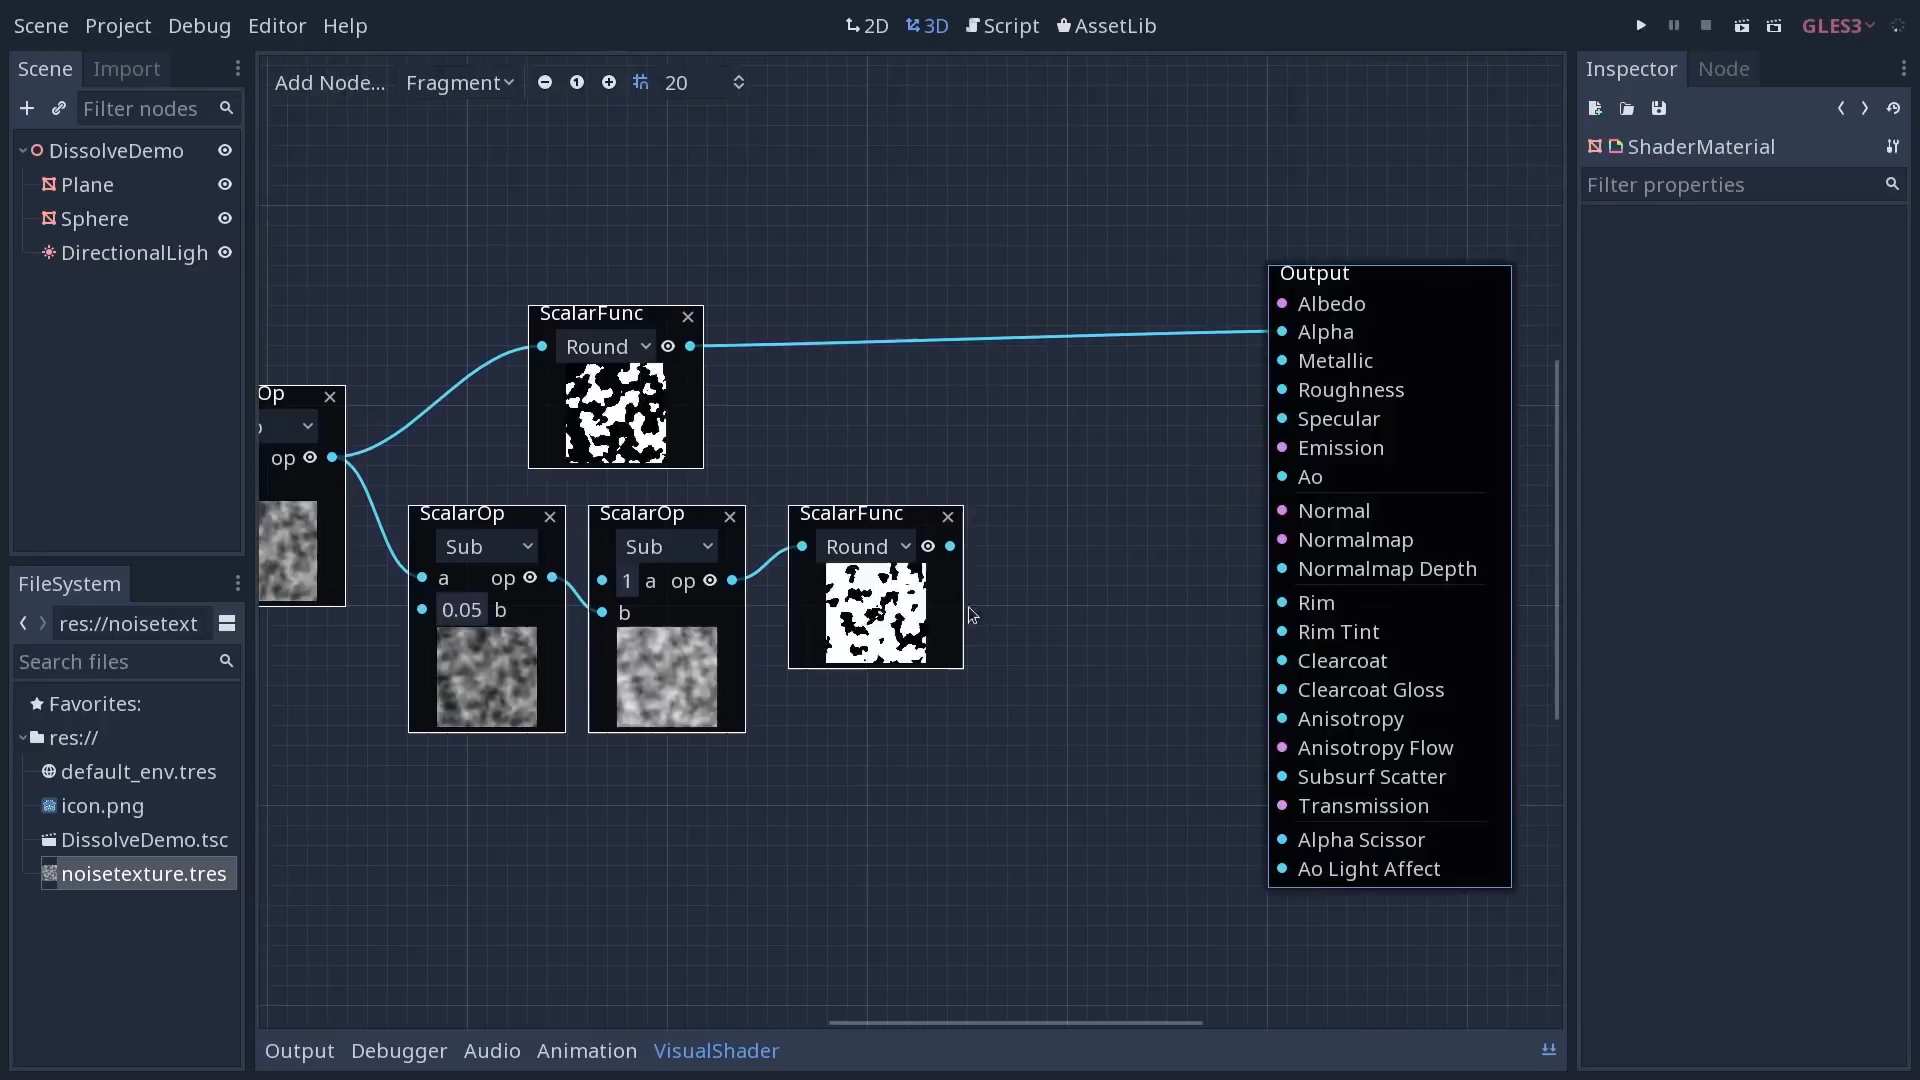 Scene Project Debug Editor Help
2D 3D Script AssetLib
GLES3
Scene Import
Filter nodes
DissolveDemo
Plane
Sphere
DirectionalLigh
FileSystem
res://noisetext
Search files
Favorites:
res://
default_env.tres
icon.png
DissolveDemo.tsc
noisetexture.tres
Add Node... Fragment 1 20
Op
op
ScalarFunc
Round
ScalarOp
Sub
a op
0.05 b
ScalarOp
Sub
1 a op
b
ScalarFunc
Round
Output
Albedo
Alpha
Metallic
Roughness
Specular
Emission
Ao
Normal
Normalmap
Normalmap Depth
Rim
Rim Tint
Clearcoat
Clearcoat Gloss
Anisotropy
Anisotropy Flow
Subsurf Scatter
Transmission
Alpha Scissor
Ao Light Affect
Output Debugger Audio Animation VisualShader
Inspector Node
ShaderMaterial
Filter properties